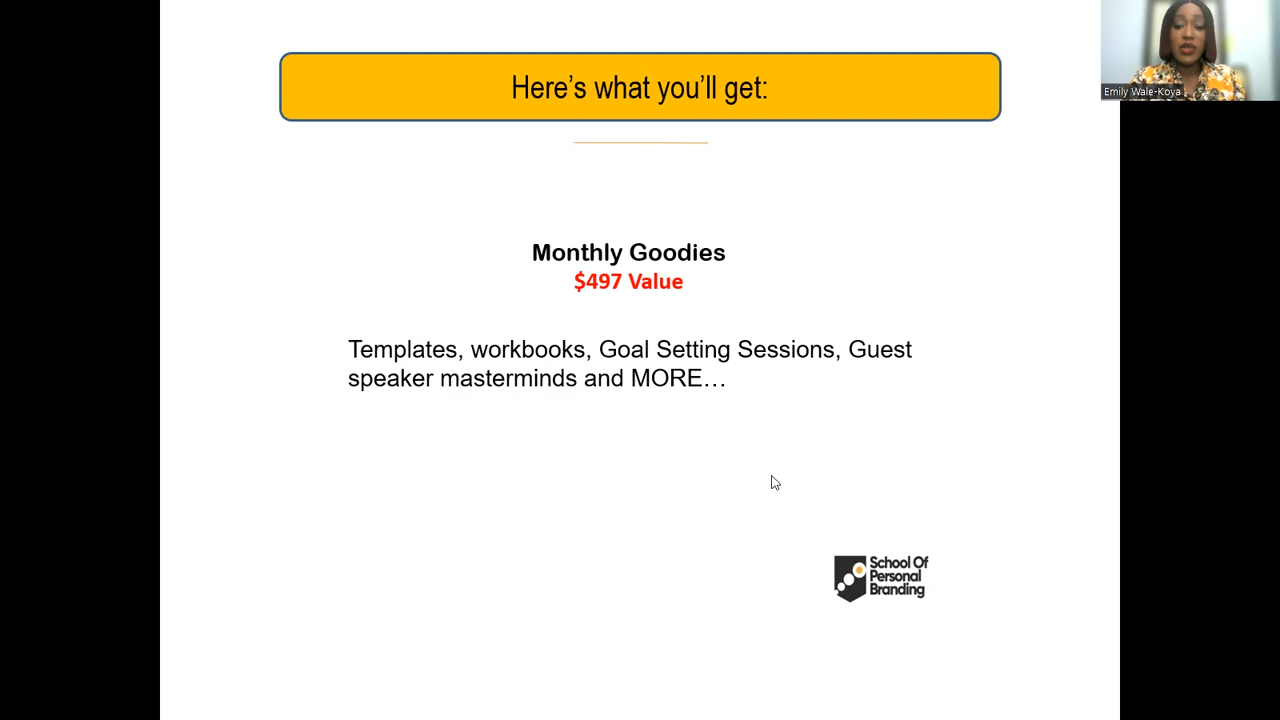 Here’s what you’ll get:
Emily Wale-Koya
Monthly Goodies
$497 Value
Templates, workbooks, Goal Setting Sessions, Guest
speaker masterminds and MORE…
School Of
Personal
Branding